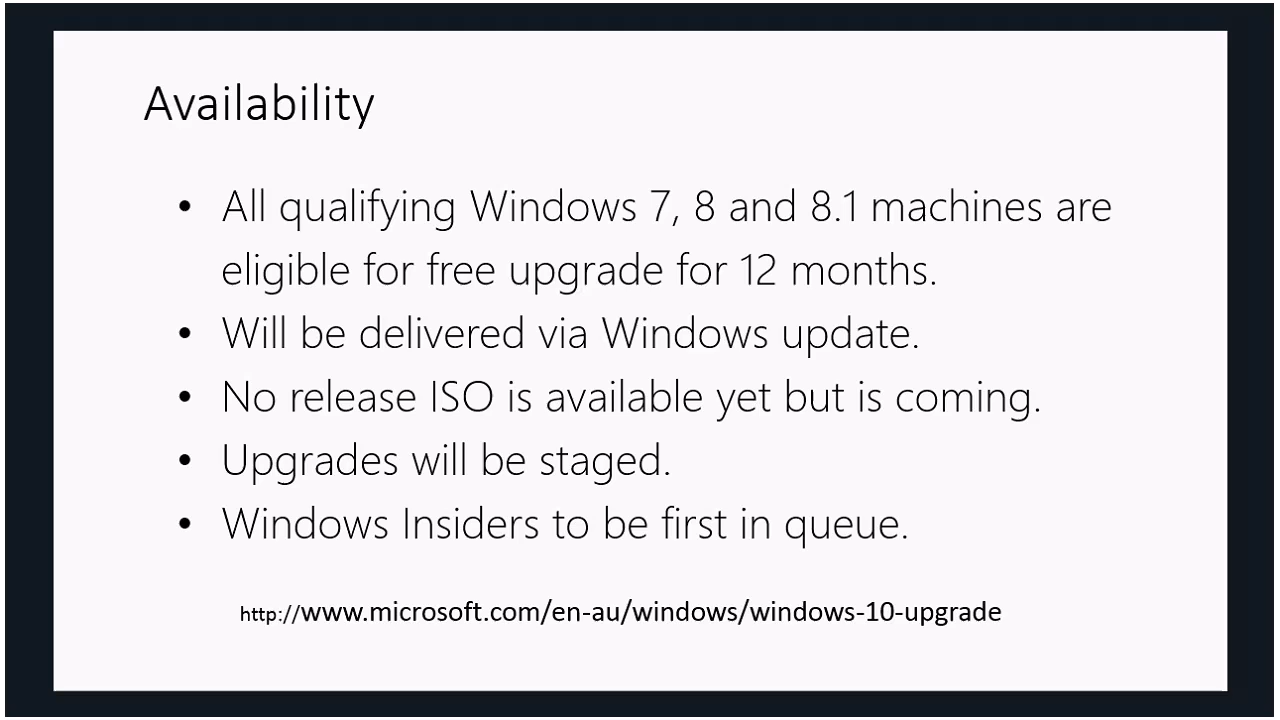 Availability
• All qualifying Windows 7, 8 and 8.1 machines are
eligible for free upgrade for 12 months.
• Will be delivered via Windows update.
• No release ISO is available yet but is coming.
• Upgrades will be staged.
• Windows Insiders to be first in queue.
http://www.microsoft.com/en-au/windows/windows-10-upgrade